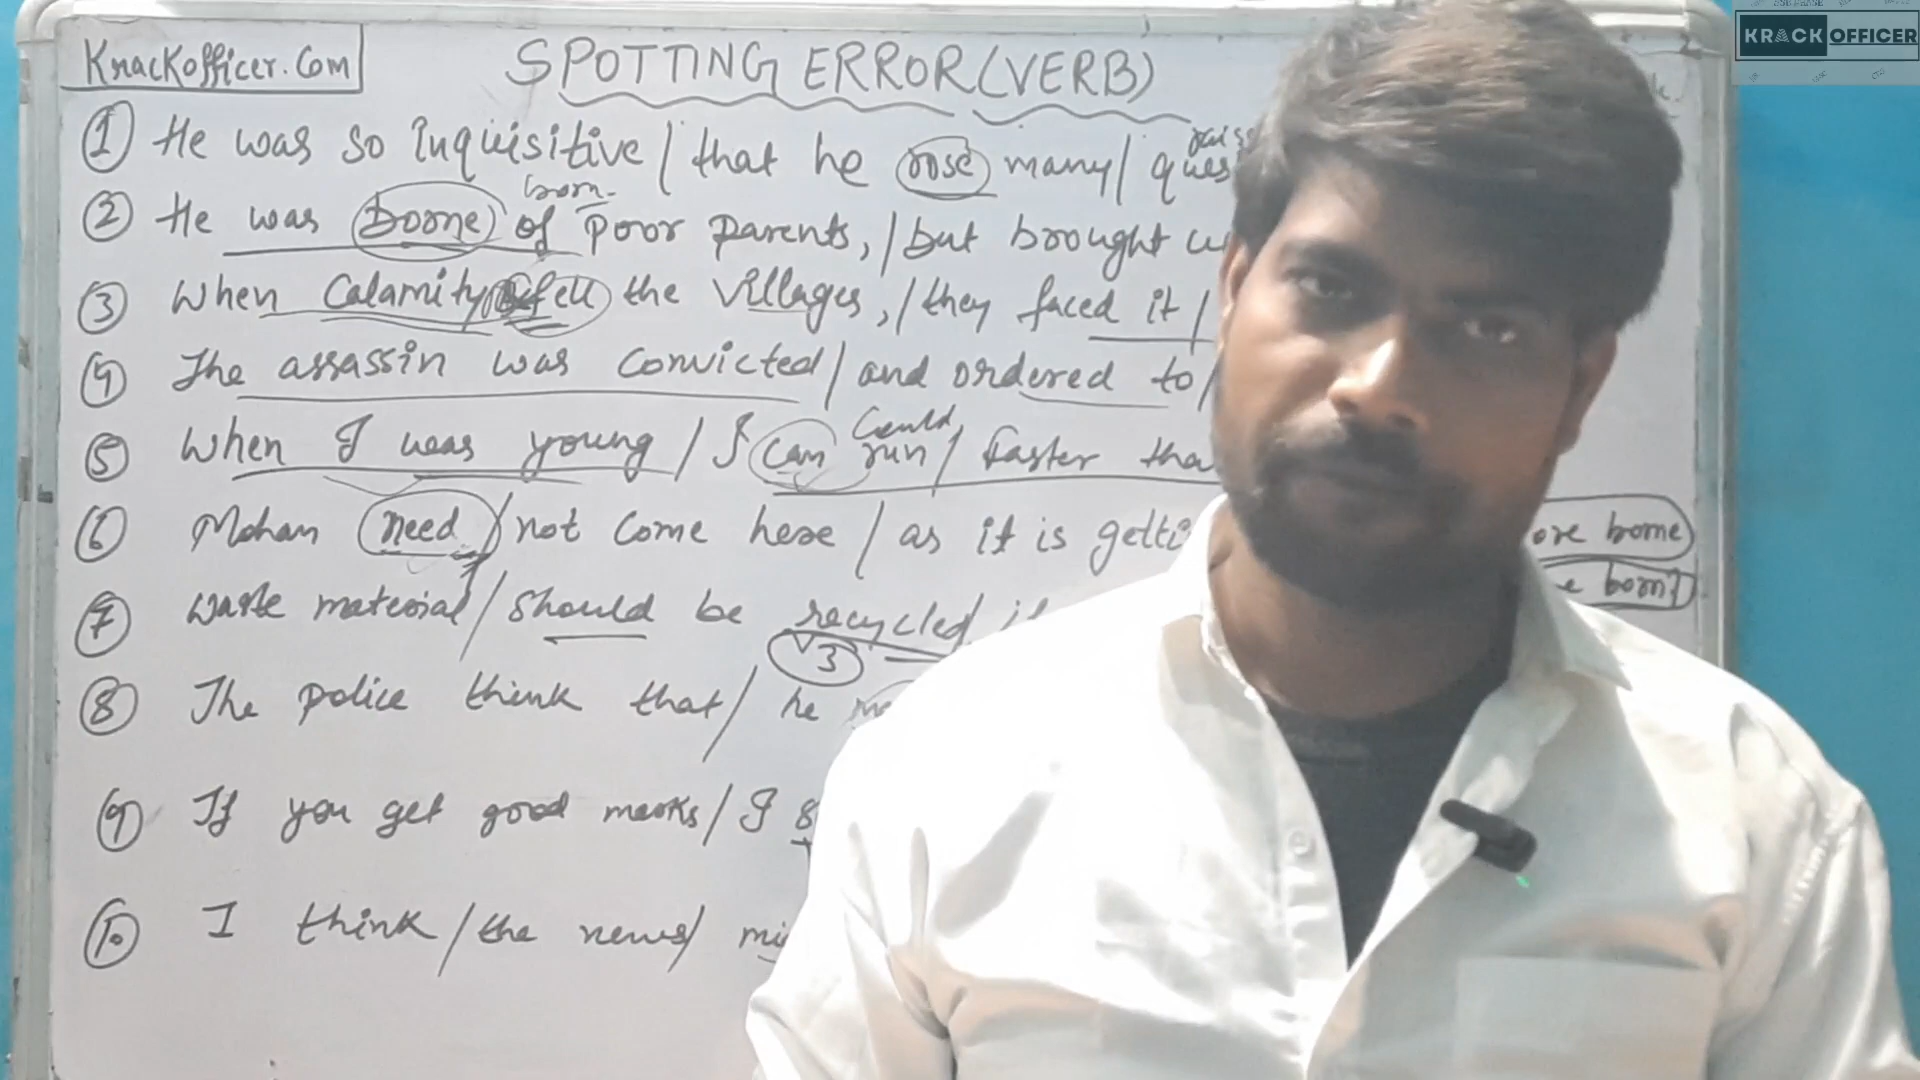 KRACK OFFICER
KrackOfficer.Com
SPOTTING ERROR (VERB)
① He was so inquisitive / that he rose many / ques
born
② He was borne of poor parents, / but brought u
③ When Calamity fell the villages, / they faced it /
④ The assassin was convicted / and ordered to /
could
⑤ When I was young / I can run / faster tha
⑥ Mohan need / not come here / as it is getti
ore borne
⑦ Waste material / should be recycled
e born
V3
⑧ The police think that / he
⑨ If you get good marks / I
⑩ I think / the news / mi